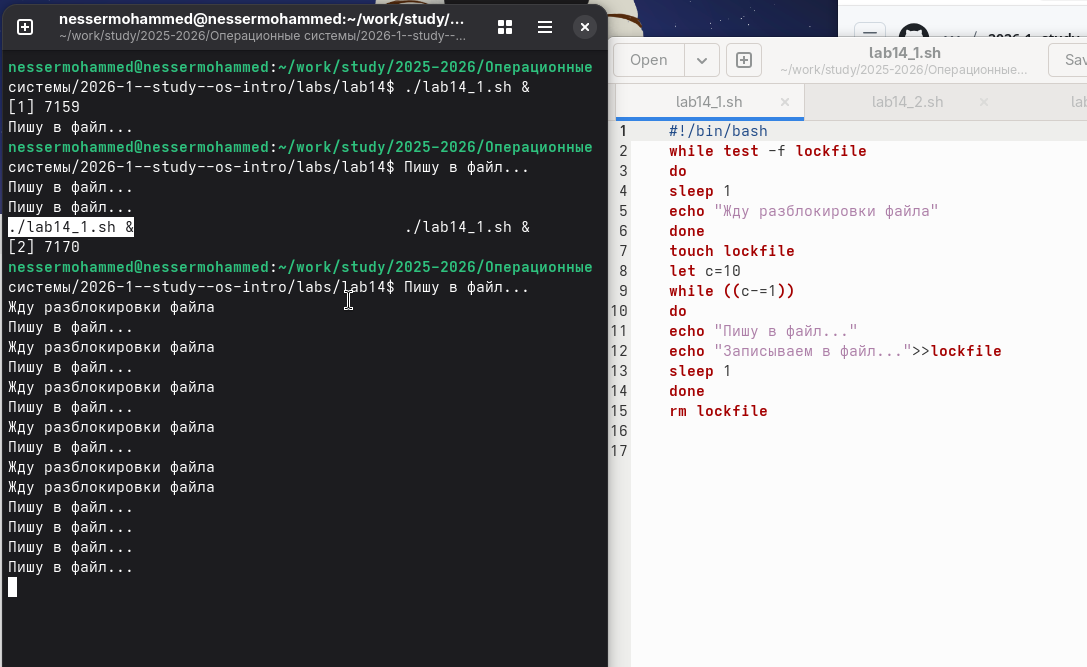 nessermohammed@nessermohammed:~/work/study/...
~/work/study/2025-2026/Операционные системы/2026-1--study--...
nessermohammed@nessermohammed:~/work/study/2025-2026/Операционные
системы/2026-1--study--os-intro/labs/lab14$ ./lab14_1.sh &
[1] 7159
Пишу в файл...
nessermohammed@nessermohammed:~/work/study/2025-2026/Операционные
системы/2026-1--study--os-intro/labs/lab14$ Пишу в файл...
Пишу в файл...
Пишу в файл...
./lab14_1.sh & ./lab14_1.sh &
[2] 7170
nessermohammed@nessermohammed:~/work/study/2025-2026/Операционные
системы/2026-1--study--os-intro/labs/lab14$ Пишу в файл...
Жду разблокировки файла
Пишу в файл...
Жду разблокировки файла
Пишу в файл...
Жду разблокировки файла
Пишу в файл...
Жду разблокировки файла
Пишу в файл...
Жду разблокировки файла
Жду разблокировки файла
Пишу в файл...
Пишу в файл...
Пишу в файл...
Пишу в файл...
Open
lab14_1.sh
~/work/study/2025-2026/Операционные...
lab14_1.sh × lab14_2.sh ×
1 #!/bin/bash
2 while test -f lockfile
3 do
4 sleep 1
5 echo "Жду разблокировки файла"
6 done
7 touch lockfile
8 let c=10
9 while ((c-=1))
10 do
11 echo "Пишу в файл..."
12 echo "Записываем в файл...">>lockfile
13 sleep 1
14 done
15 rm lockfile
16
17